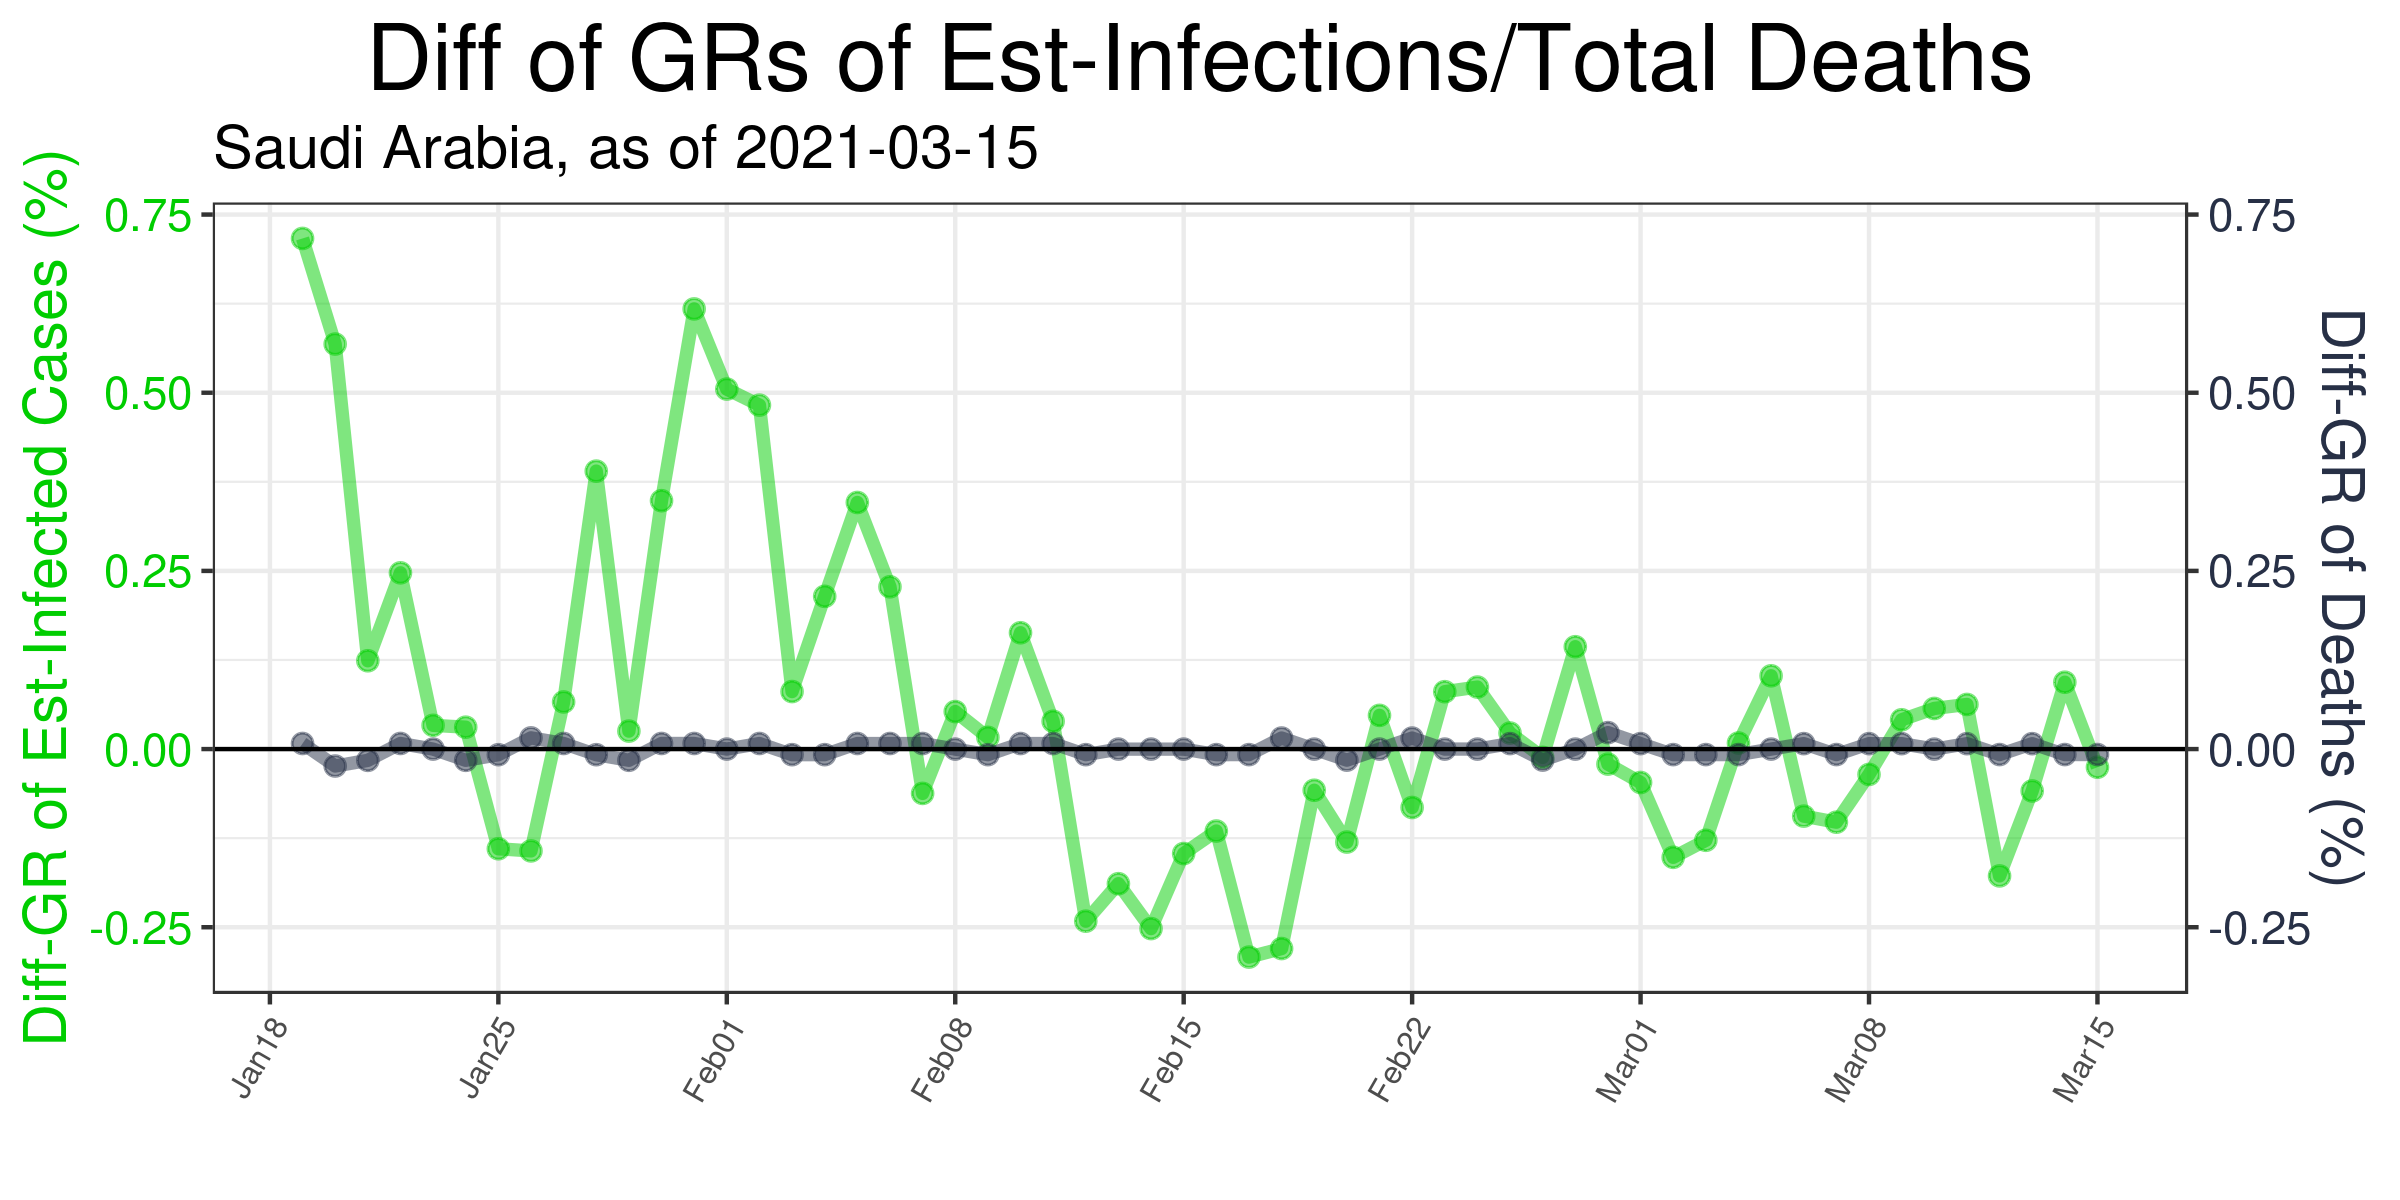 Diff of GRs of Est-Infections/Total Deaths
Saudi Arabia, as of 2021-03-15
Diff-GR of Est-Infected Cases (%)
0.75
0.50
0.25
0.00
-0.25
0.75
0.50
0.25
0.00
-0.25
Diff-GR of Deaths (%)
Jan18
Jan25
Feb01
Feb08
Feb15
Feb22
Mar01
Mar08
Mar15